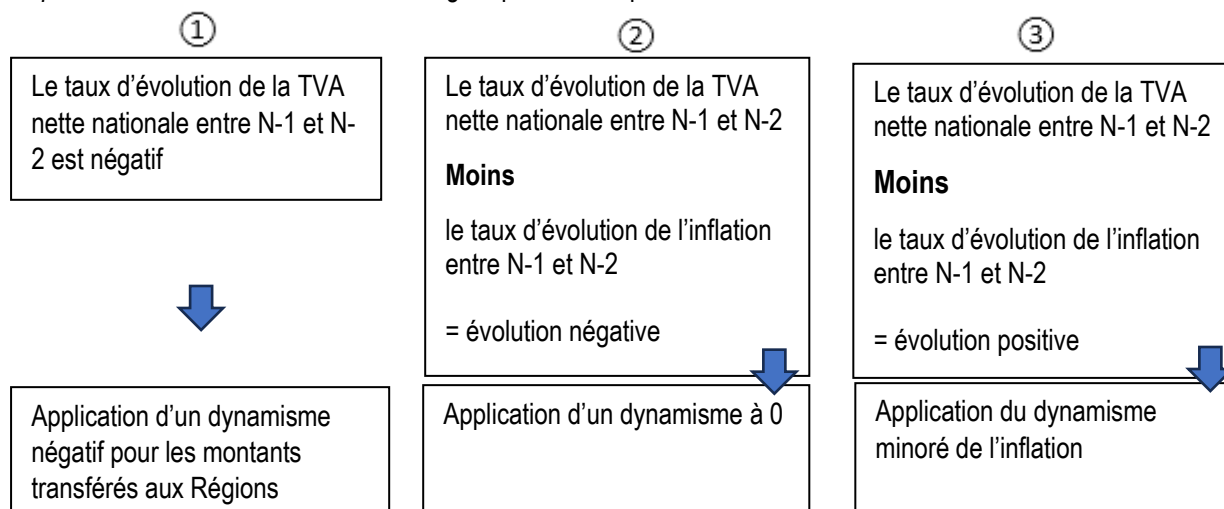 ①
Le taux d’évolution de la TVA
nette nationale entre N-1 et N-
2 est négatif
Application d’un dynamisme
négatif pour les montants
transférés aux Régions
②
Le taux d’évolution de la TVA
nette nationale entre N-1 et N-2
Moins
le taux d’évolution de l’inflation
entre N-1 et N-2
= évolution négative
Application d’un dynamisme à 0
③
Le taux d’évolution de la TVA
nette nationale entre N-1 et N-2
Moins
le taux d’évolution de l’inflation
entre N-1 et N-2
= évolution positive
Application du dynamisme
minoré de l’inflation